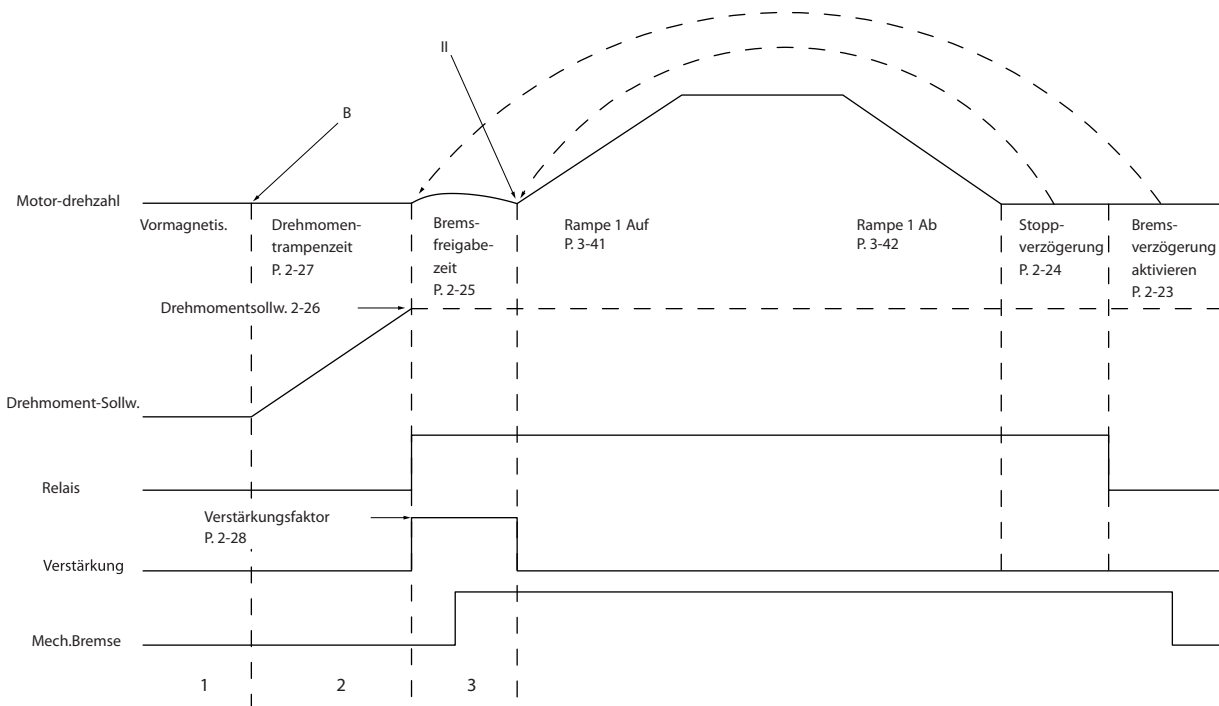 II
B
Motor-drehzahl
Vormagnetis.
Drehmomen-
trampenzeit
P. 2-27
Brems-
freigabe-
zeit
P. 2-25
Rampe 1 Auf
P. 3-41
Rampe 1 Ab
P. 3-42
Stopp-
verzögerung
P. 2-24
Brems-
verzögerung
aktivieren
P. 2-23
Drehmomentsollw. 2-26
Drehmoment-Sollw.
Relais
Verstärkungsfaktor
P. 2-28
Verstärkung
Mech.Bremse
1
2
3